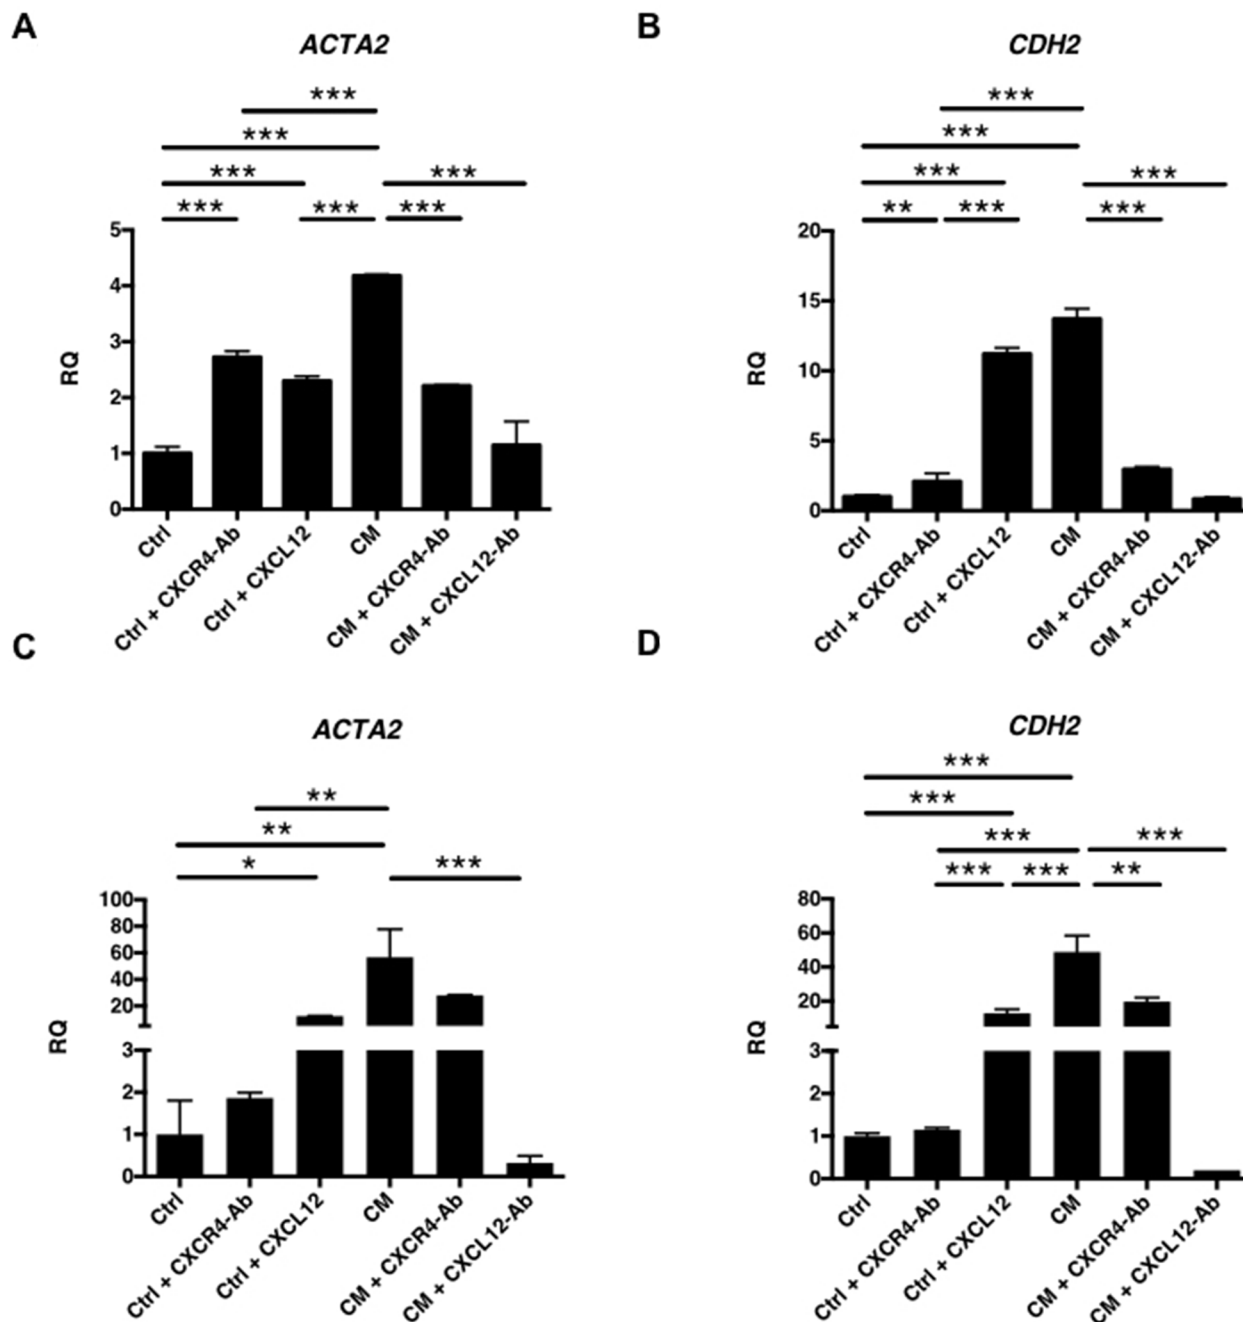 A
ACTA2
***
***
*** ***
*** *** ***
5
4
3
2
1
0
RQ
Ctrl
Ctrl + CXCR4-Ab
Ctrl + CXCL12
CM
CM + CXCR4-Ab
CM + CXCL12-Ab
B
CDH2
***
***
*** ***
** *** ***
20
15
10
5
0
RQ
Ctrl
Ctrl + CXCR4-Ab
Ctrl + CXCL12
CM
CM + CXCR4-Ab
CM + CXCL12-Ab
C
ACTA2
**
**
* ***
100
80
60
40
20
3
2
1
0
RQ
Ctrl
Ctrl + CXCR4-Ab
Ctrl + CXCL12
CM
CM + CXCR4-Ab
CM + CXCL12-Ab
D
CDH2
***
***
*** ***
*** *** **
80
60
40
20
3
2
1
0
RQ
Ctrl
Ctrl + CXCR4-Ab
Ctrl + CXCL12
CM
CM + CXCR4-Ab
CM + CXCL12-Ab